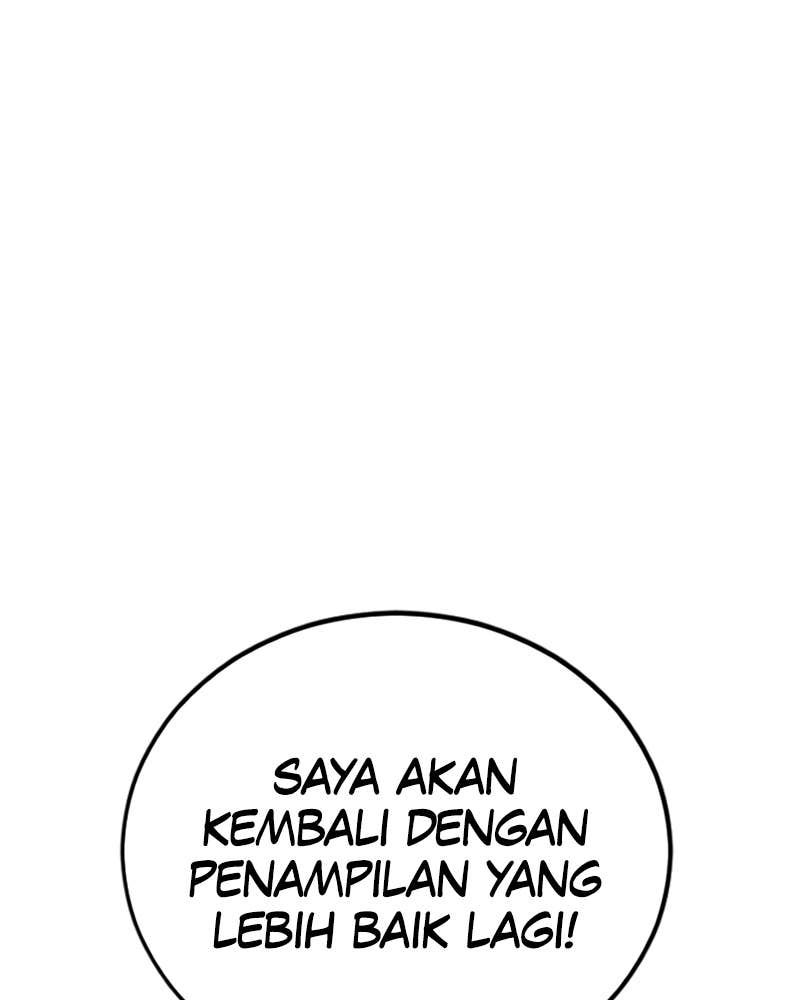 SAYA AKAN
KEMBALI DENGAN
PENAMPILAN YANG
LEBIH BAIK LAGI!